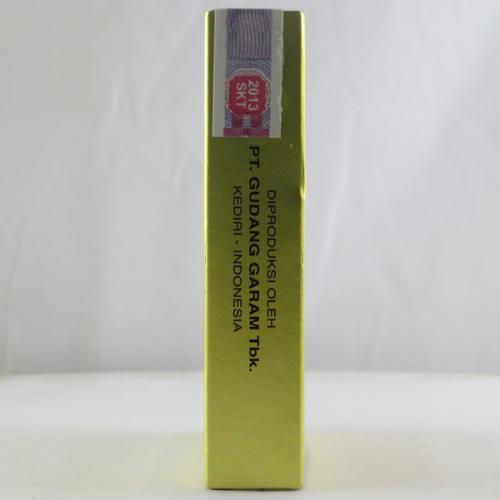 2013
SKT
DIPRODUKSI OLEH
PT. GUDANG GARAM Tbk.
KEDIRI - INDONESIA